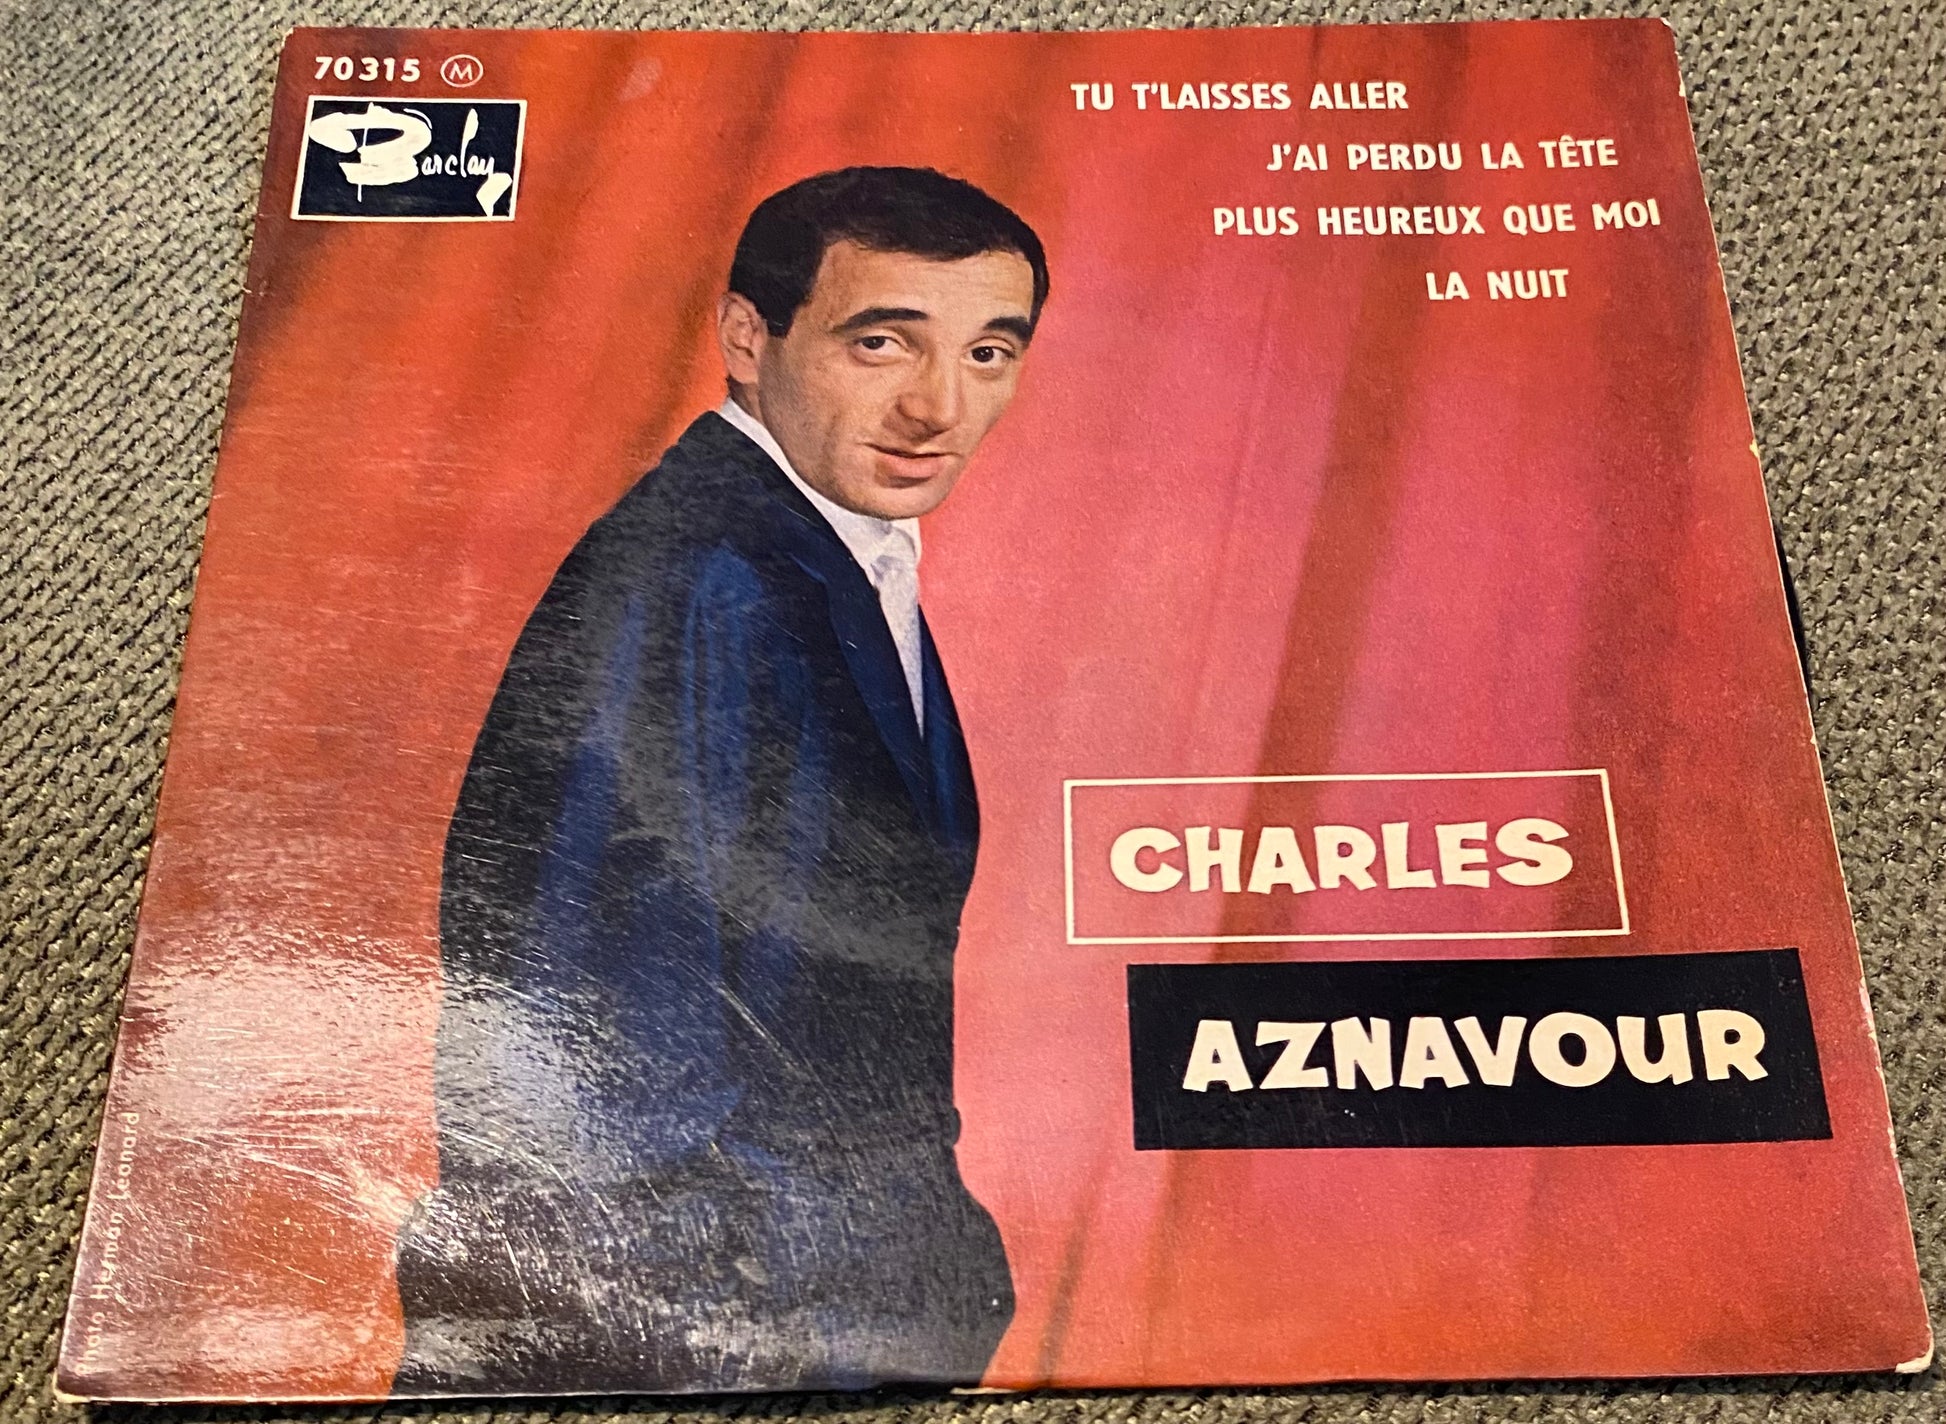 70315 M
Barclay
TU T'LAISSES ALLER
J'AI PERDU LA TÊTE
PLUS HEUREUX QUE MOI
LA NUIT
CHARLES
AZNAVOUR
Photo Herman Leonard